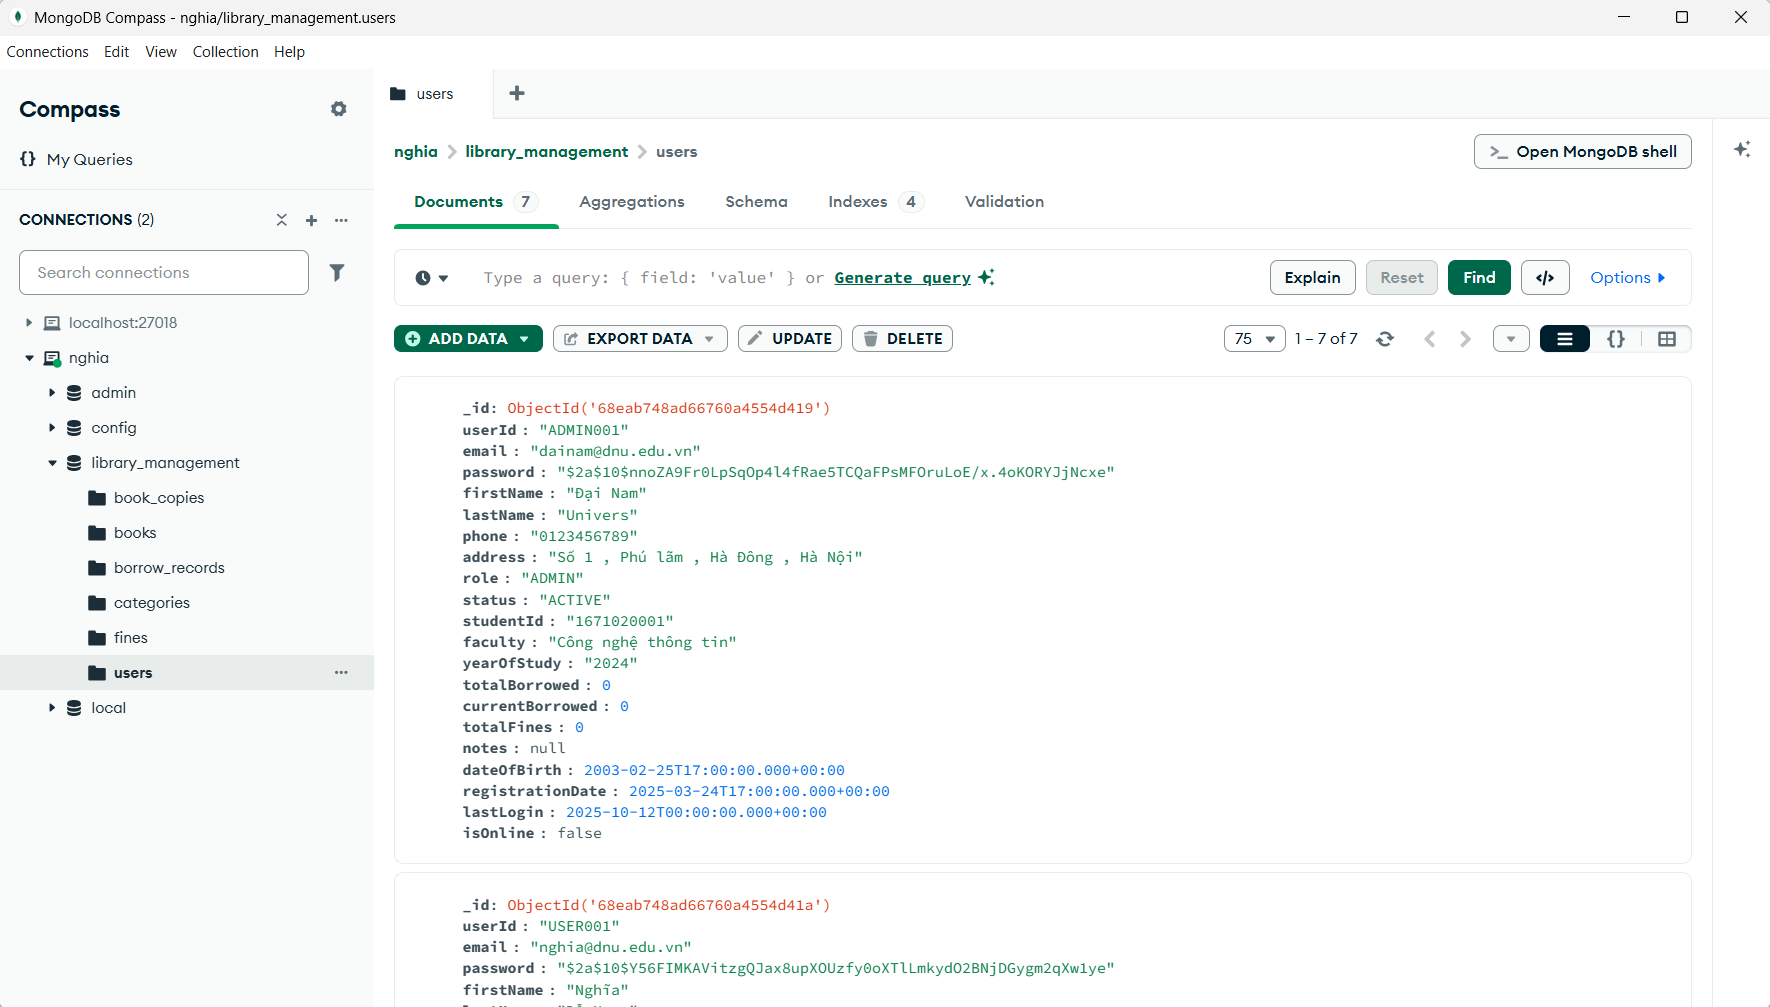 MongoDB Compass - nghia/library_management.users
Connections Edit View Collection Help
Compass
{} My Queries
CONNECTIONS (2)
Search connections
localhost:27018
nghia
admin
config
library_management
book_copies
books
borrow_records
categories
fines
users
local
users
nghia > library_management > users
>_ Open MongoDB shell
Documents 7 Aggregations Schema Indexes 4 Validation
Type a query: { field: 'value' } or Generate query
Explain Reset Find </> Options
ADD DATA EXPORT DATA UPDATE DELETE
75 1 – 7 of 7 {}
_id: ObjectId('68eab748ad66760a4554d419')
userId : "ADMIN001"
email : "dainam@dnu.edu.vn"
password : "$2a$10$nnoZA9Fr0LpSqOp4l4fRae5TCQaFPsMFOruLoE/x.4oKORYJjNcxe"
firstName : "Đại Nam"
lastName : "Univers"
phone : "0123456789"
address : "Số 1 , Phú lãm , Hà Đông , Hà Nội"
role : "ADMIN"
status : "ACTIVE"
studentId : "1671020001"
faculty : "Công nghệ thông tin"
yearOfStudy : "2024"
totalBorrowed : 0
currentBorrowed : 0
totalFines : 0
notes : null
dateOfBirth : 2003-02-25T17:00:00.000+00:00
registrationDate : 2025-03-24T17:00:00.000+00:00
lastLogin : 2025-10-12T00:00:00.000+00:00
isOnline : false
_id: ObjectId('68eab748ad66760a4554d41a')
userId : "USER001"
email : "nghia@dnu.edu.vn"
password : "$2a$10$Y56FIMKAVitzgQJax8upXOUzfy0oXTlLmkydO2BNjDGygm2qXw1ye"
firstName : "Nghĩa"